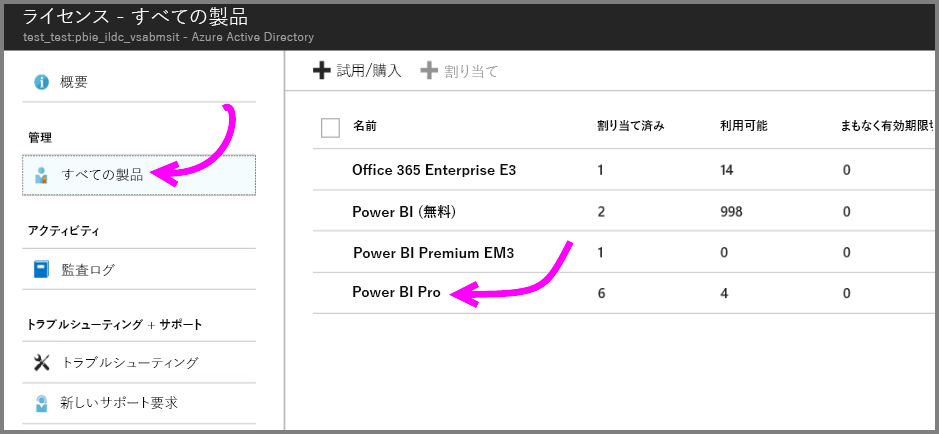 ライセンス - すべての製品
test_test:pbie_ildc_vsabmsit - Azure Active Directory
概要
管理
すべての製品
アクティビティ
監査ログ
トラブルシューティング + サポート
トラブルシューティング
新しいサポート要求
試用/購入 割り当て
名前 割り当て済み 利用可能 まもなく有効期限
Office 365 Enterprise E3 1 14 0
Power BI (無料) 2 998 0
Power BI Premium EM3 1 0 0
Power BI Pro 6 4 0